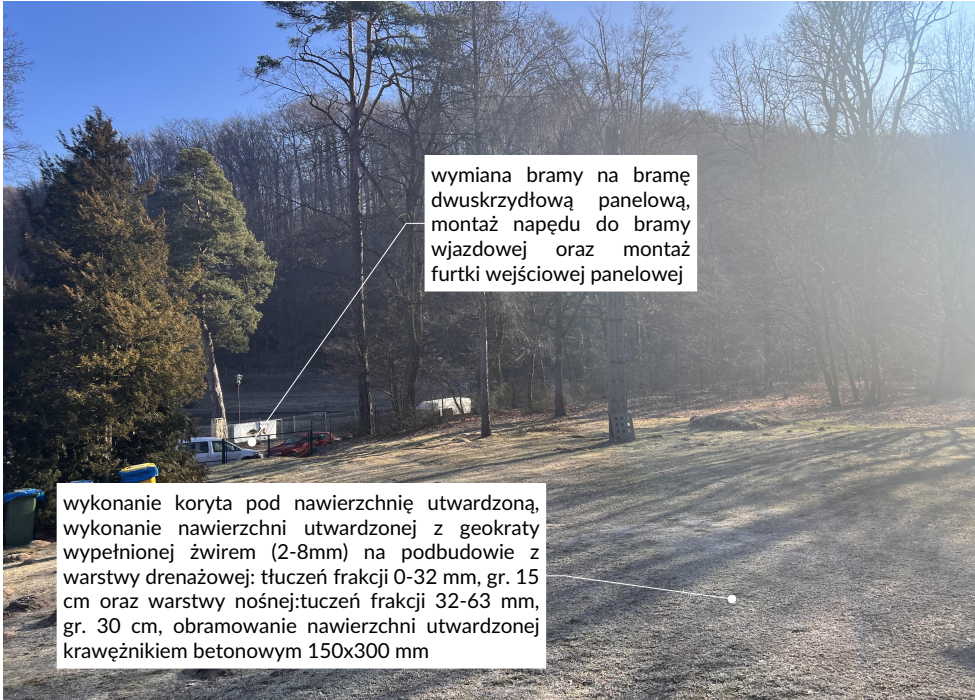 wymiana bramy na bramę
dwuskrzydłową panelową,
montaż napędu do bramy
wjazdowej oraz montaż
furtki wejściowej panelowej
wykonanie koryta pod nawierzchnię utwardzoną,
wykonanie nawierzchni utwardzonej z geokraty
wypełnionej żwirem (2-8mm) na podbudowie z
warstwy drenażowej: tłuczeń frakcji 0-32 mm, gr. 15
cm oraz warstwy nośnej:tuczeń frakcji 32-63 mm,
gr. 30 cm, obramowanie nawierzchni utwardzonej
krawężnikiem betonowym 150x300 mm